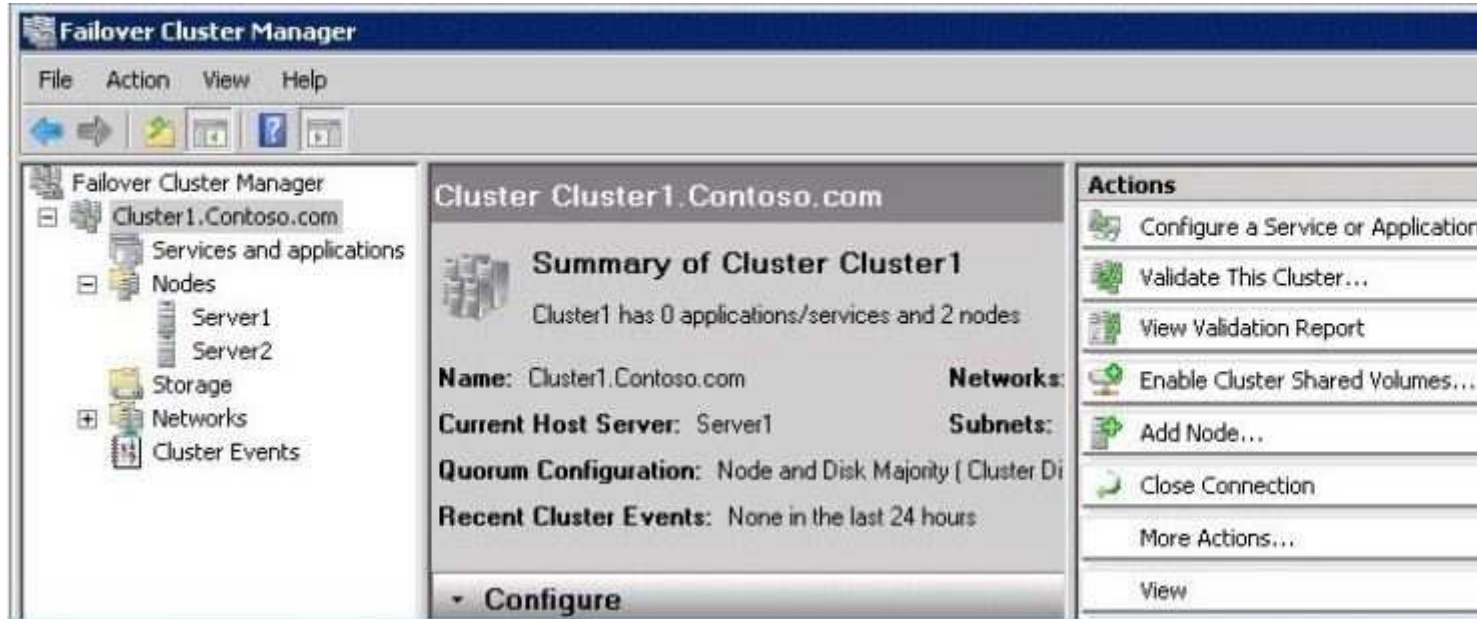 Failover Cluster Manager
File Action View Help
Failover Cluster Manager
Cluster1.Contoso.com
Services and applications
Nodes
Server1
Server2
Storage
Networks
Cluster Events
Cluster Cluster1.Contoso.com
Summary of Cluster Cluster1
Cluster1 has 0 applications/services and 2 nodes
Name: Cluster1.Contoso.com Networks:
Current Host Server: Server1 Subnets:
Quorum Configuration: Node and Disk Majority ( Cluster Di
Recent Cluster Events: None in the last 24 hours
Configure
Actions
Configure a Service or Application
Validate This Cluster...
View Validation Report
Enable Cluster Shared Volumes...
Add Node...
Close Connection
More Actions...
View